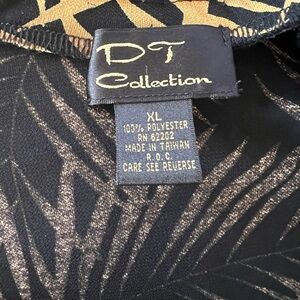 DT
Collection
XL
100% POLYESTER
RN 62202
MADE IN TAIWAN
R.O.C.
CARE SEE REVERSE